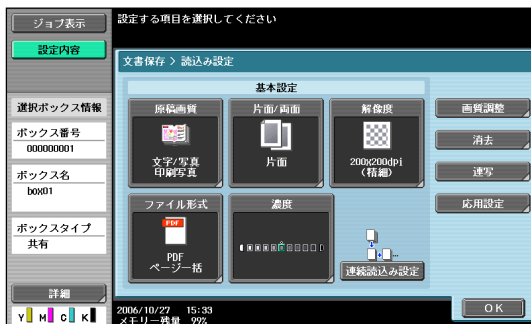 ジョブ表示
設定する項目を選択してください
設定内容
文書保存 > 読込み設定
選択ボックス情報
ボックス番号
000000001
ボックス名
box01
ボックスタイプ
共有
詳細
Y M C K
基本設定
原稿画質
文字/写真
印刷写真
片面/両面
片面
解像度
200x200dpi
(精細)
ファイル形式
PDF
PDF
ページ一括
濃度
連続読込み設定
画質調整
消去
連写
応用設定
2006/10/27 15:33
メモリー残量 99%
OK